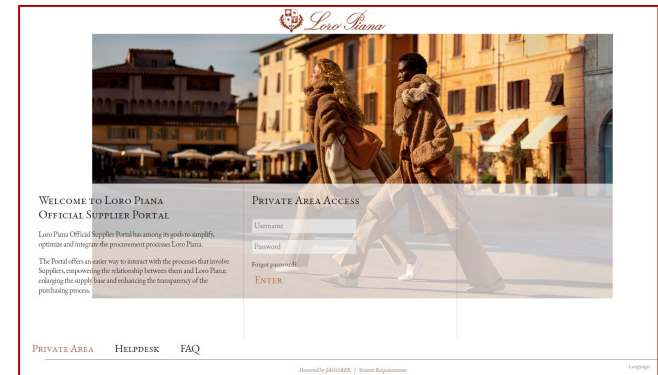 Loro Piana
Welcome to Loro Piana
Official Supplier Portal
Loro Piana Official Supplier Portal has among its goals to simplify,
optimize and integrate the procurement processes Loro Piana.
The Portal offers an easier way to interact with the processes that involve
Suppliers, empowering the relationship between them and Loro Piana;
enlarging the supply base and enhancing the transparency of the
purchasing process.
Private Area Access
Username
Password
Forgot password?
Enter
Private Area Helpdesk FAQ
Powered by JAGGAER | System Requirements
Language